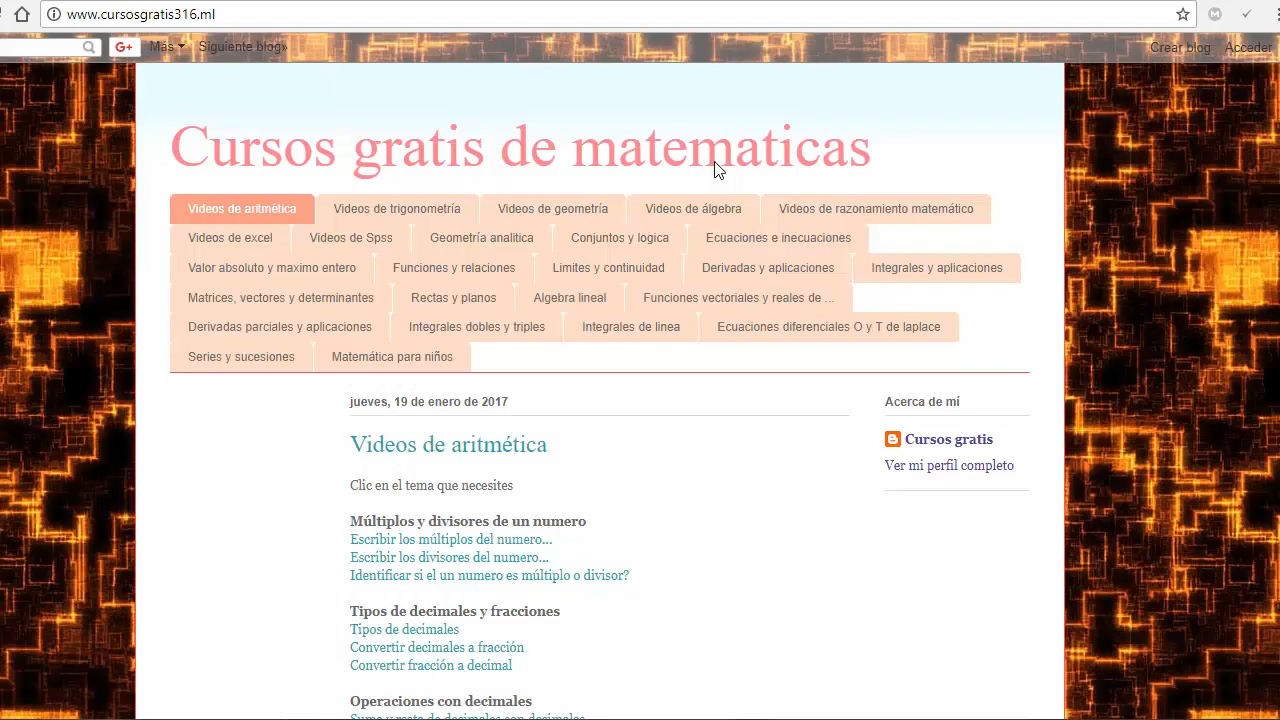 www.cursosgratis316.ml
G+ Más Siguiente blog» Crear blog Acceder
Cursos gratis de matematicas
Videos de aritmética Videos de trigonometría Videos de geometría Videos de álgebra Videos de razonamiento matemático
Videos de excel Videos de Spss Geometría analitica Conjuntos y logica Ecuaciones e inecuaciones
Valor absoluto y maximo entero Funciones y relaciones Limites y continuidad Derivadas y aplicaciones Integrales y aplicaciones
Matrices, vectores y determinantes Rectas y planos Algebra lineal Funciones vectoriales y reales de ...
Derivadas parciales y aplicaciones Integrales dobles y triples Integrales de linea Ecuaciones diferenciales O y T de laplace
Series y sucesiones Matemática para niños
jueves, 19 de enero de 2017
Videos de aritmética
Clic en el tema que necesites
Múltiplos y divisores de un numero
Escribir los múltiplos del numero...
Escribir los divisores del numero...
Identificar si el un numero es múltiplo o divisor?
Tipos de decimales y fracciones
Tipos de decimales
Convertir decimales a fracción
Convertir fracción a decimal
Operaciones con decimales
Suma y resta de decimales con decimales
Acerca de mí
Cursos gratis
Ver mi perfil completo